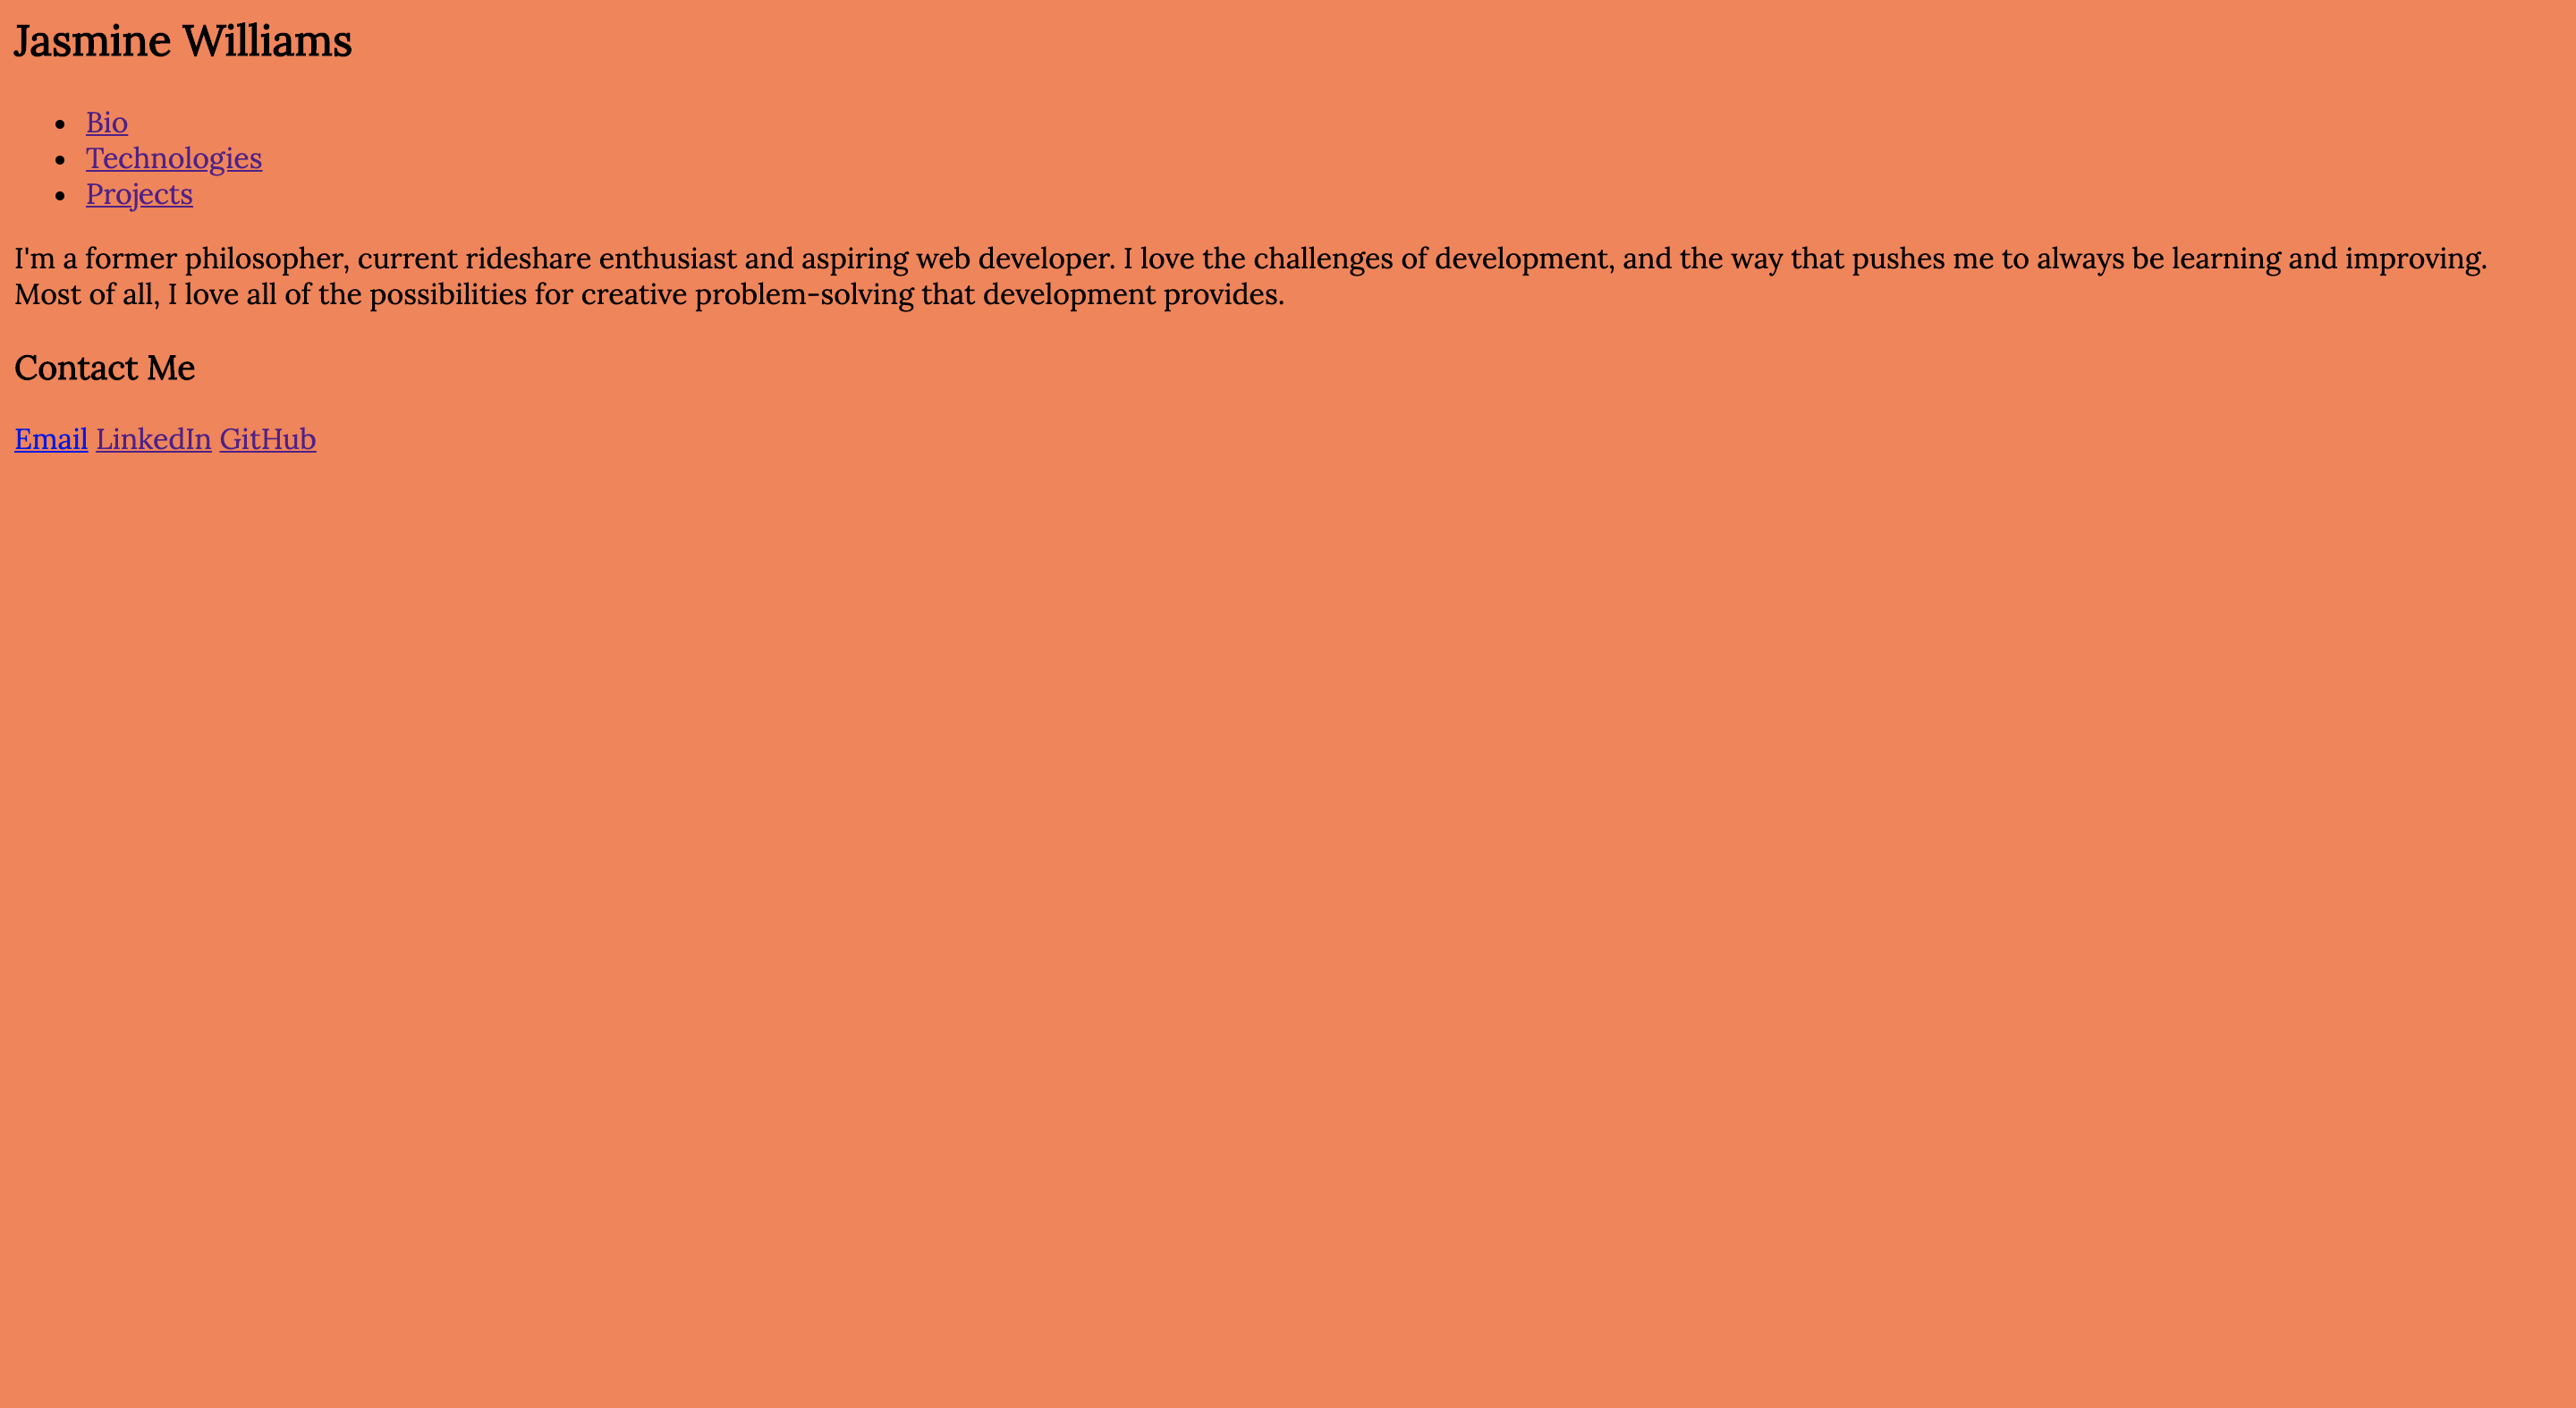 Jasmine Williams
Bio
Technologies
Projects
I'm a former philosopher, current rideshare enthusiast and aspiring web developer. I love the challenges of development, and the way that pushes me to always be learning and improving.
Most of all, I love all of the possibilities for creative problem-solving that development provides.
Contact Me
Email LinkedIn GitHub